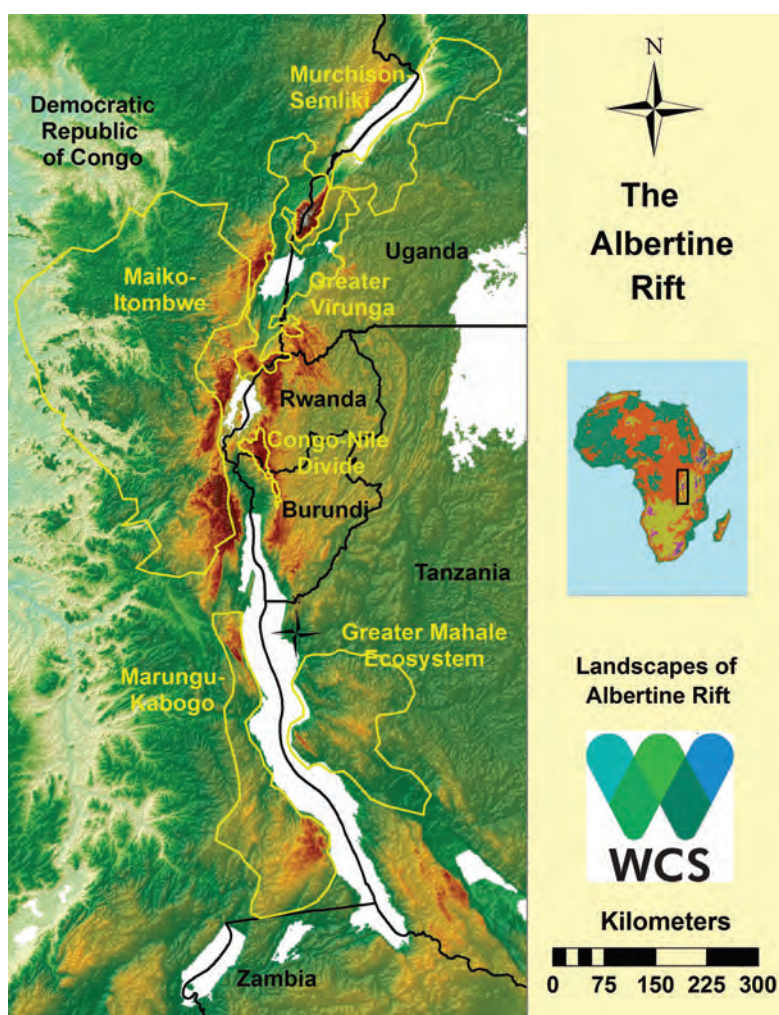 Murchison-
Semliki
Democratic
Republic
of Congo
Uganda
Maiko-
Itombwe
Greater
Virunga
Rwanda
Congo-Nile
Divide
Burundi
Tanzania
Greater Mahale
Ecosystem
Marungu-
Kabogo
Zambia
N
The
Albertine
Rift
Landscapes of
Albertine Rift
WCS
Kilometers
0 75 150 225 300